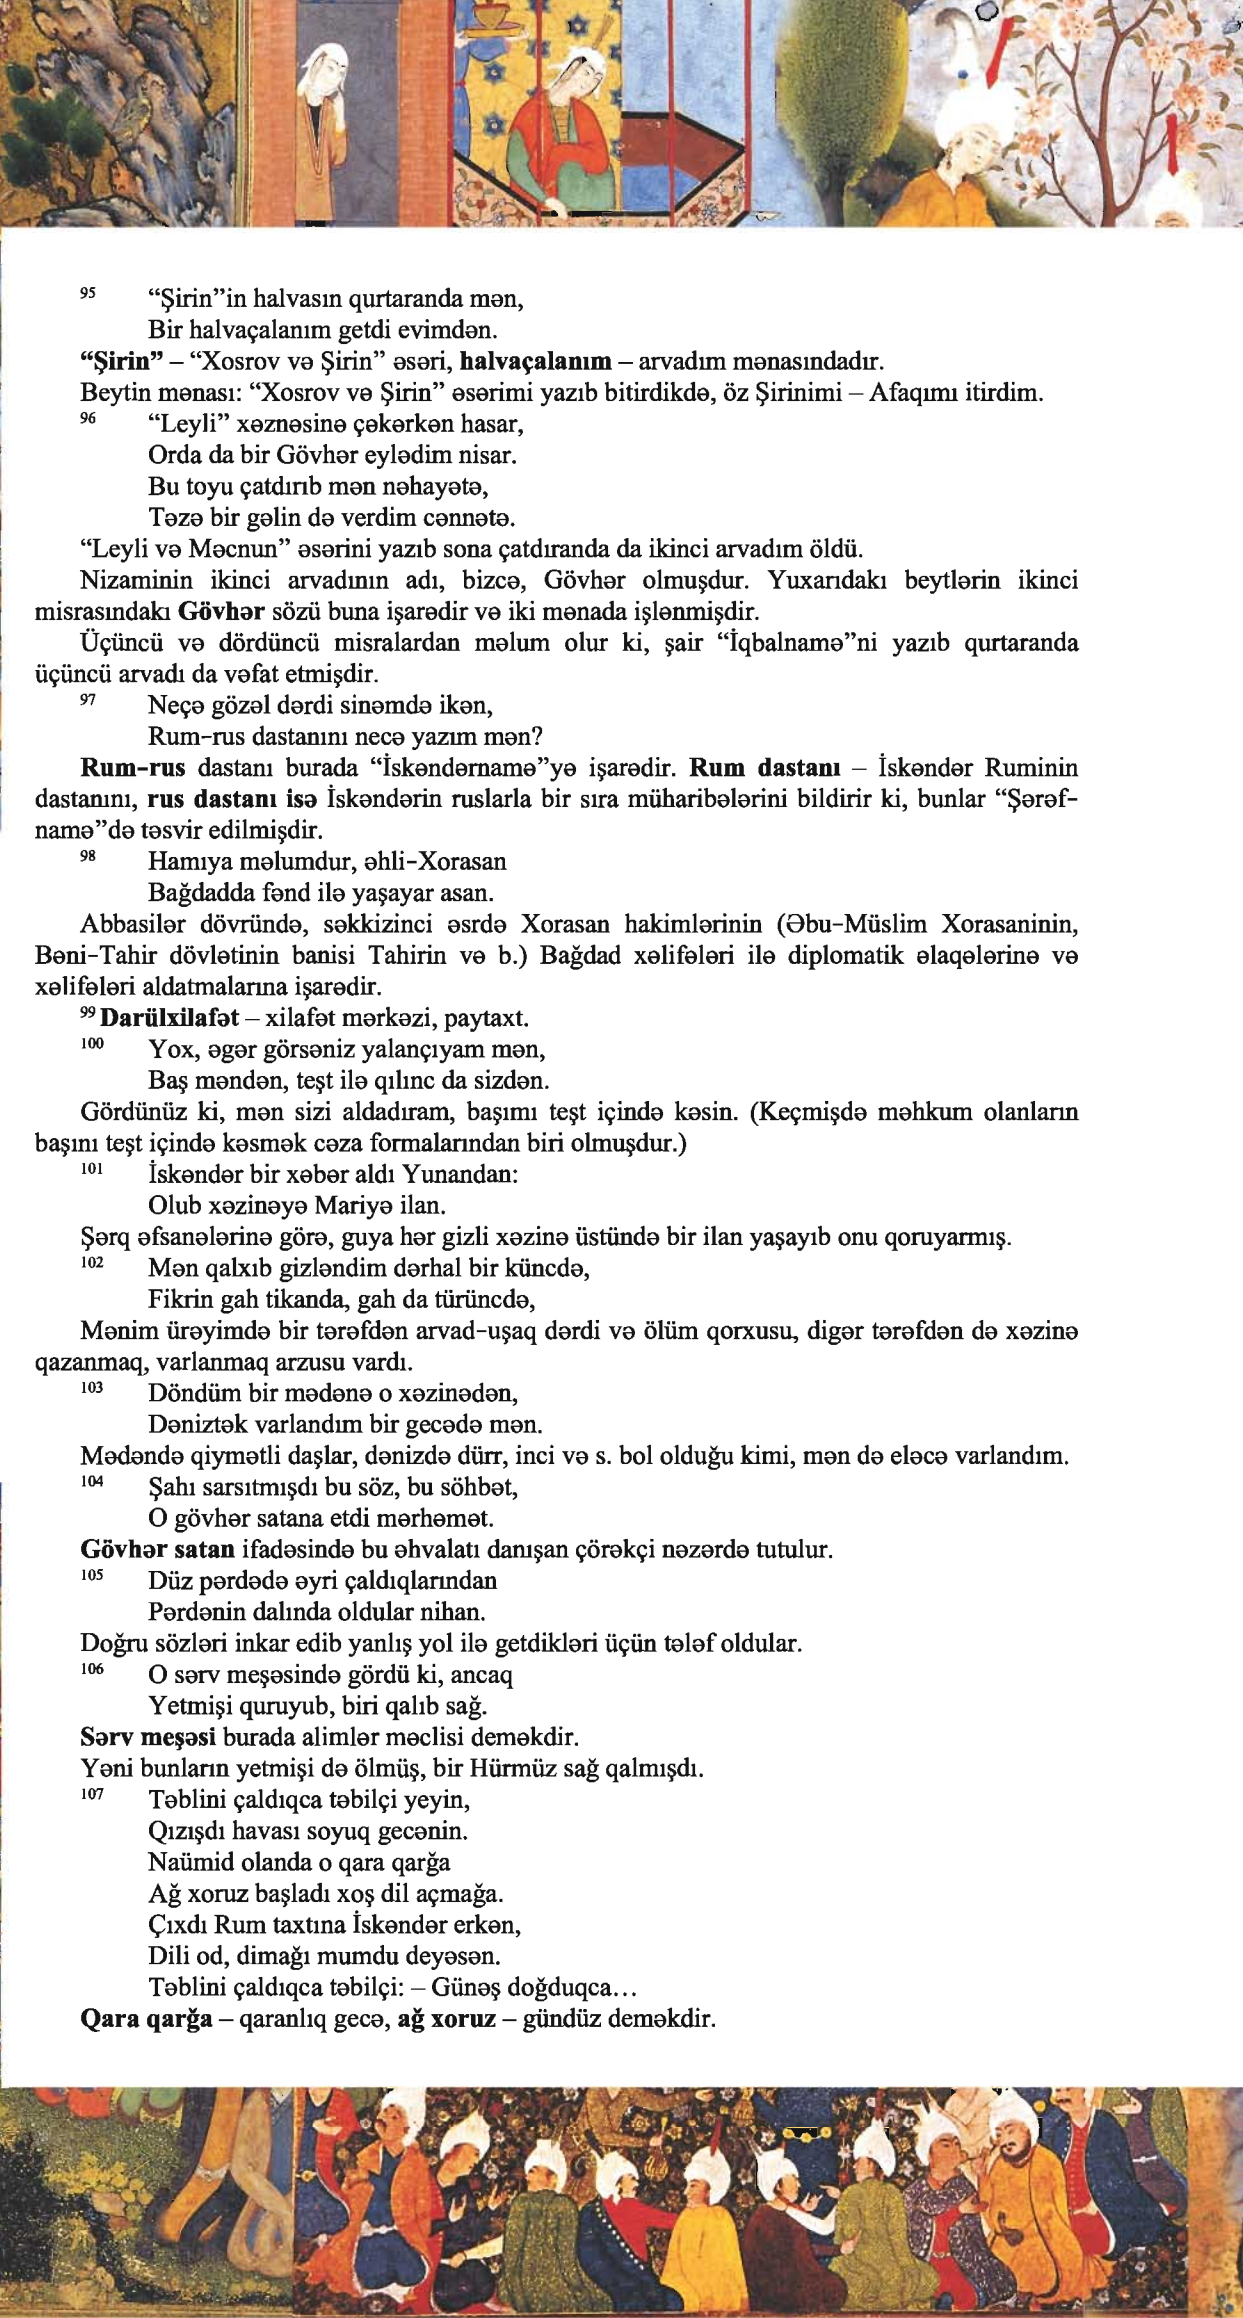 95 “Şirin”in halvasın qurtaranda mən,
Bir halvaçalanım getdi evimdən.
“Şirin” – “Xosrov və Şirin” əsəri, halvaçalanım – arvadım mənasındadır.
Beytin mənası: “Xosrov və Şirin” əsərimi yazıb bitirdikdə, öz Şirinimi – Afaqımı itirdim.
96 “Leyli” xəznəsinə çəkərkən hasar,
Orda da bir Gövhər eylədim nisar.
Bu toyu çatdırıb mən nəhayətə,
Təzə bir gəlin də verdim cənnətə.
“Leyli və Məcnun” əsərini yazıb sona çatdıranda da ikinci arvadım öldü.
Nizaminin ikinci arvadının adı, bizcə, Gövhər olmuşdur. Yuxarıdakı beytlərin ikinci
misrasındakı Gövhər sözü buna işarədir və iki mənada işlənmişdir.
Üçüncü və dördüncü misralardan məlum olur ki, şair “İqbalnamə”ni yazıb qurtaranda
üçüncü arvadı da vəfat etmişdir.
97 Neçə gözəl dərdi sinəmdə ikən,
Rum-rus dastanını necə yazım mən?
Rum-rus dastanı burada “İskəndərnamə”yə işarədir. Rum dastanı – İskəndər Ruminin
dastanını, rus dastanı isə İskəndərin ruslarla bir sıra müharibələrini bildirir ki, bunlar “Şərəf-
namə”də təsvir edilmişdir.
98 Hamıya məlumdur, əhli-Xorasan
Bağdadda fənd ilə yaşayar asan.
Abbasilər dövründə, səkkizinci əsrdə Xorasan hakimlərinin (Əbu-Müslim Xorasaninin,
Bəni-Tahir dövlətinin banisi Tahirin və b.) Bağdad xəlifələri ilə diplomatik əlaqələrinə və
xəlifələri aldatmalarına işarədir.
99 Darülxilafət – xilafət mərkəzi, paytaxt.
100 Yox, əgər görsəniz yalançıyam mən,
Baş məndən, teşt ilə qılınc da sizdən.
Gördünüz ki, mən sizi aldadıram, başımı teşt içində kəsin. (Keçmişdə məhkum olanların
başını teşt içində kəsmək cəza formalarından biri olmuşdur.)
101 İskəndər bir xəbər aldı Yunandan:
Olub xəzinəyə Mariyə ilan.
Şərq əfsanələrinə görə, guya hər gizli xəzinə üstündə bir ilan yaşayıb onu qoruyarmış.
102 Mən qalxıb gizləndim dərhal bir küncdə,
Fikrin gah tikanda, gah da türüncdə,
Mənim ürəyimdə bir tərəfdən arvad-uşaq dərdi və ölüm qorxusu, digər tərəfdən də xəzinə
qazanmaq, varlanmaq arzusu vardı.
103 Döndüm bir mədənə o xəzinədən,
Dəniztək varlandım bir gecədə mən.
Mədəndə qiymətli daşlar, dənizdə dürr, inci və s. bol olduğu kimi, mən də eləcə varlandım.
104 Şahı sarsıtmışdı bu söz, bu söhbət,
O gövhər satana etdi mərhəmət.
Gövhər satan ifadəsində bu əhvalatı danışan çörəkçi nəzərdə tutulur.
105 Düz pərdədə əyri çaldıqlarından
Pərdənin dalında oldular nihan.
Doğru sözləri inkar edib yanlış yol ilə getdikləri üçün tələf oldular.
106 O sərv meşəsində gördü ki, ancaq
Yetmişi quruyub, biri qalıb sağ.
Sərv meşəsi burada alimlər məclisi deməkdir.
Yəni bunların yetmişi də ölmüş, bir Hürmüz sağ qalmışdı.
107 Təblini çaldıqca təbilçi yeyin,
Qızışdı havası soyuq gecənin.
Naümid olanda o qara qarğa
Ağ xoruz başladı xoş dil açmağa.
Çıxdı Rum taxtına İskəndər erkən,
Dili od, dimağı mumdu deyəsən.
Təblini çaldıqca təbilçi: – Günəş doğduqca...
Qara qarğa – qaranlıq gecə, ağ xoruz – gündüz deməkdir.